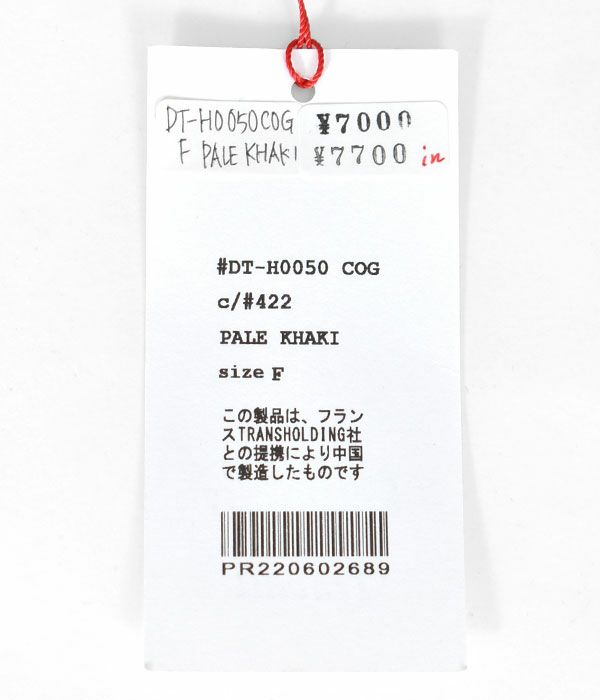 DT-H0050COG
F PALE KHAKI
¥7000
¥7700 in
#DT-H0050 COG
c/#422
PALE KHAKI
size F
この製品は、フラン
スTRANSHOLDING社
との提携により中国
で製造したものです
PR220602689